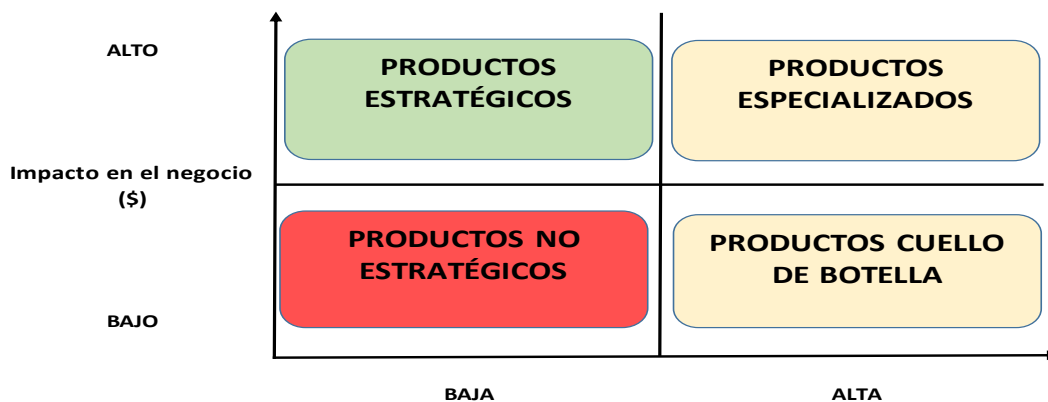 ALTO
PRODUCTOS
ESTRATÉGICOS
PRODUCTOS
ESPECIALIZADOS
Impacto en el negocio
($)
PRODUCTOS NO
ESTRATÉGICOS
PRODUCTOS CUELLO
DE BOTELLA
BAJO
BAJA
ALTA